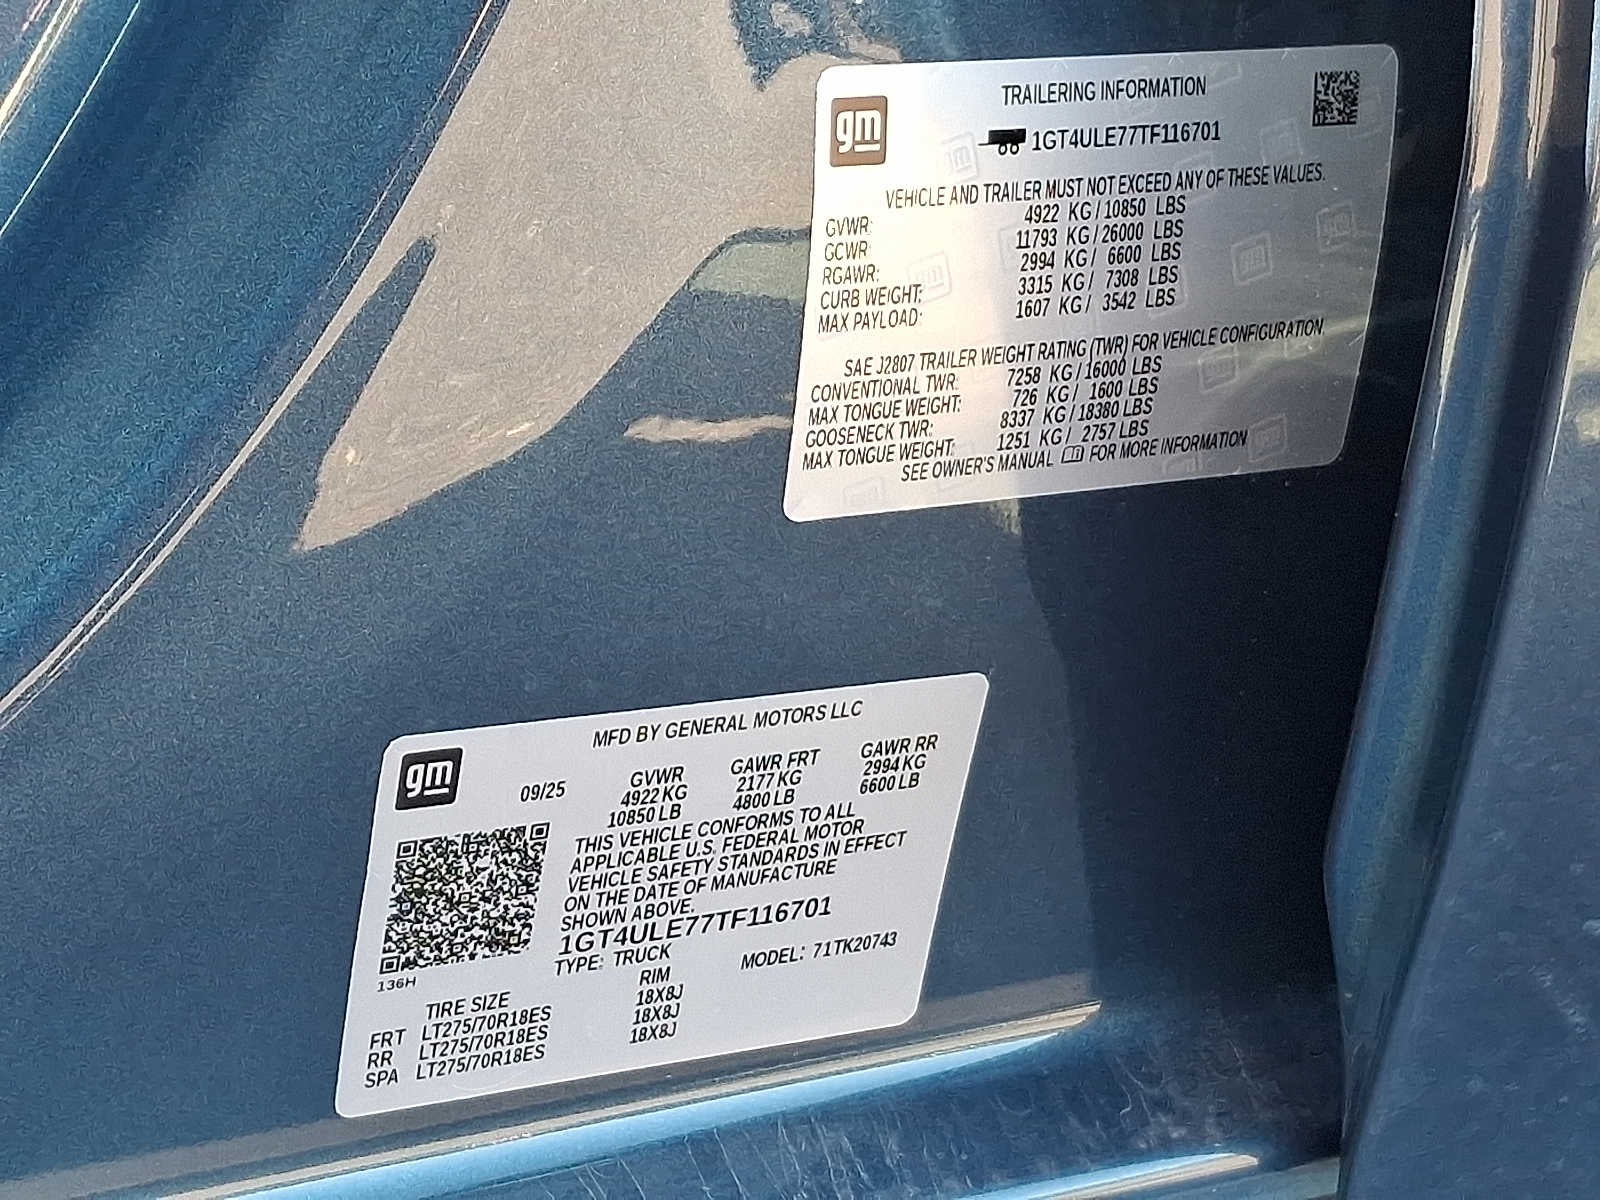 gm
TRAILERING INFORMATION
1GT4ULE77TF116701
VEHICLE AND TRAILER MUST NOT EXCEED ANY OF THESE VALUES.
GVWR: 4922 KG / 10850 LBS
GCWR: 11793 KG / 26000 LBS
RGAWR: 2994 KG / 6600 LBS
CURB WEIGHT: 3315 KG / 7308 LBS
MAX PAYLOAD: 1607 KG / 3542 LBS
SAE J2807 TRAILER WEIGHT RATING (TWR) FOR VEHICLE CONFIGURATION
CONVENTIONAL TWR: 7258 KG / 16000 LBS
MAX TONGUE WEIGHT: 726 KG / 1600 LBS
GOOSENECK TWR: 8337 KG / 18380 LBS
MAX TONGUE WEIGHT: 1251 KG / 2757 LBS
SEE OWNER'S MANUAL FOR MORE INFORMATION
gm
MFD BY GENERAL MOTORS LLC
09/25 GVWR GAWR FRT GAWR RR
4922 KG 2177 KG 2994 KG
10850 LB 4800 LB 6600 LB
THIS VEHICLE CONFORMS TO ALL
APPLICABLE U.S. FEDERAL MOTOR
VEHICLE SAFETY STANDARDS IN EFFECT
ON THE DATE OF MANUFACTURE
SHOWN ABOVE.
1GT4ULE77TF116701
TYPE: TRUCK MODEL: 71TK20743
136H
TIRE SIZE RIM
FRT LT275/70R18ES 18X8J
RR LT275/70R18ES 18X8J
SPA LT275/70R18ES 18X8J